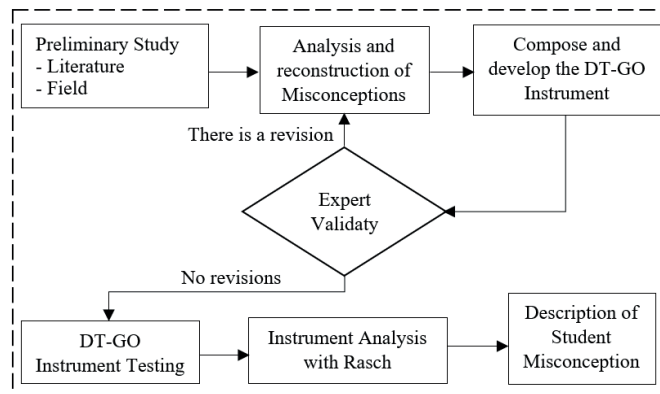 Preliminary Study
- Literature
- Field
Analysis and
reconstruction of
Misconceptions
Compose and
develop the DT-GO
Instrument
There is a revision
Expert
Validaty
No revisions
DT-GO
Instrument Testing
Instrument Analysis
with Rasch
Description of
Student
Misconception